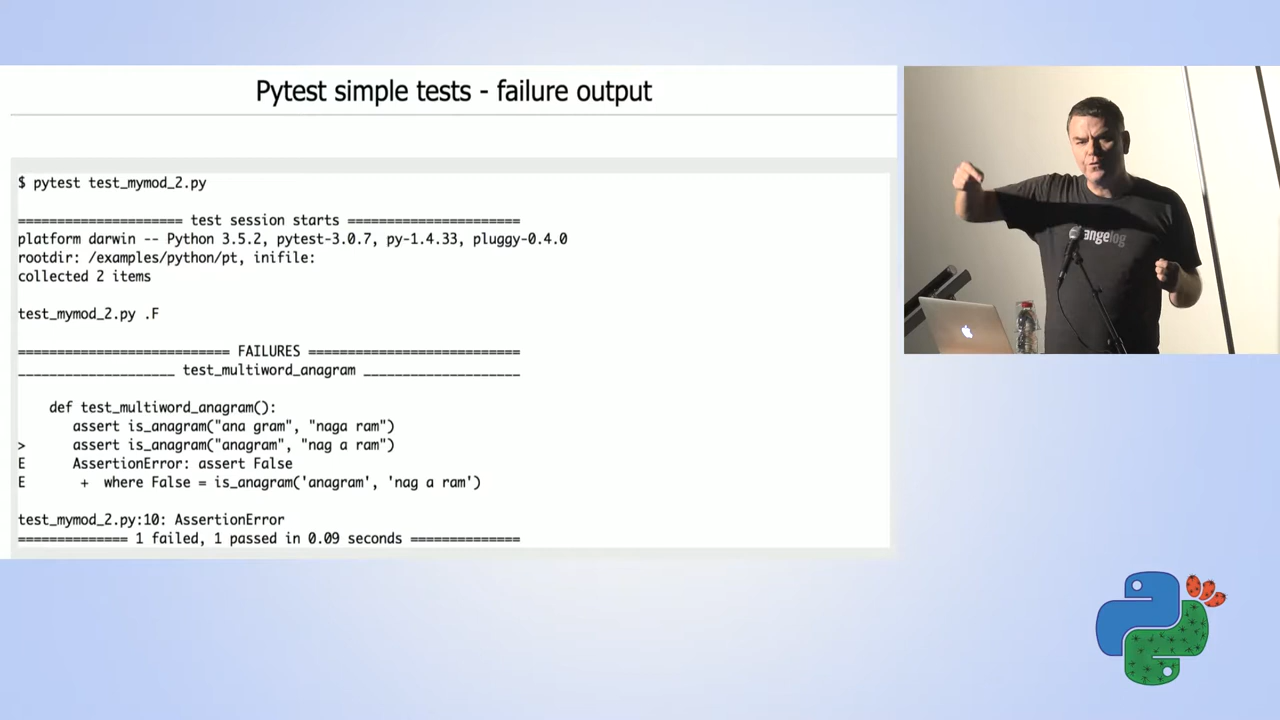 Pytest simple tests - failure output
$ pytest test_mymod_2.py
===================== test session starts ======================
platform darwin -- Python 3.5.2, pytest-3.0.7, py-1.4.33, pluggy-0.4.0
rootdir: /examples/python/pt, inifile:
collected 2 items
test_mymod_2.py .F
=========================== FAILURES ===========================
____________________ test_multiword_anagram ____________________
def test_multiword_anagram():
assert is_anagram("ana gram", "naga ram")
> assert is_anagram("anagram", "nag a ram")
E AssertionError: assert False
E + where False = is_anagram('anagram', 'nag a ram')
test_mymod_2.py:10: AssertionError
============== 1 failed, 1 passed in 0.09 seconds ==============
angelog